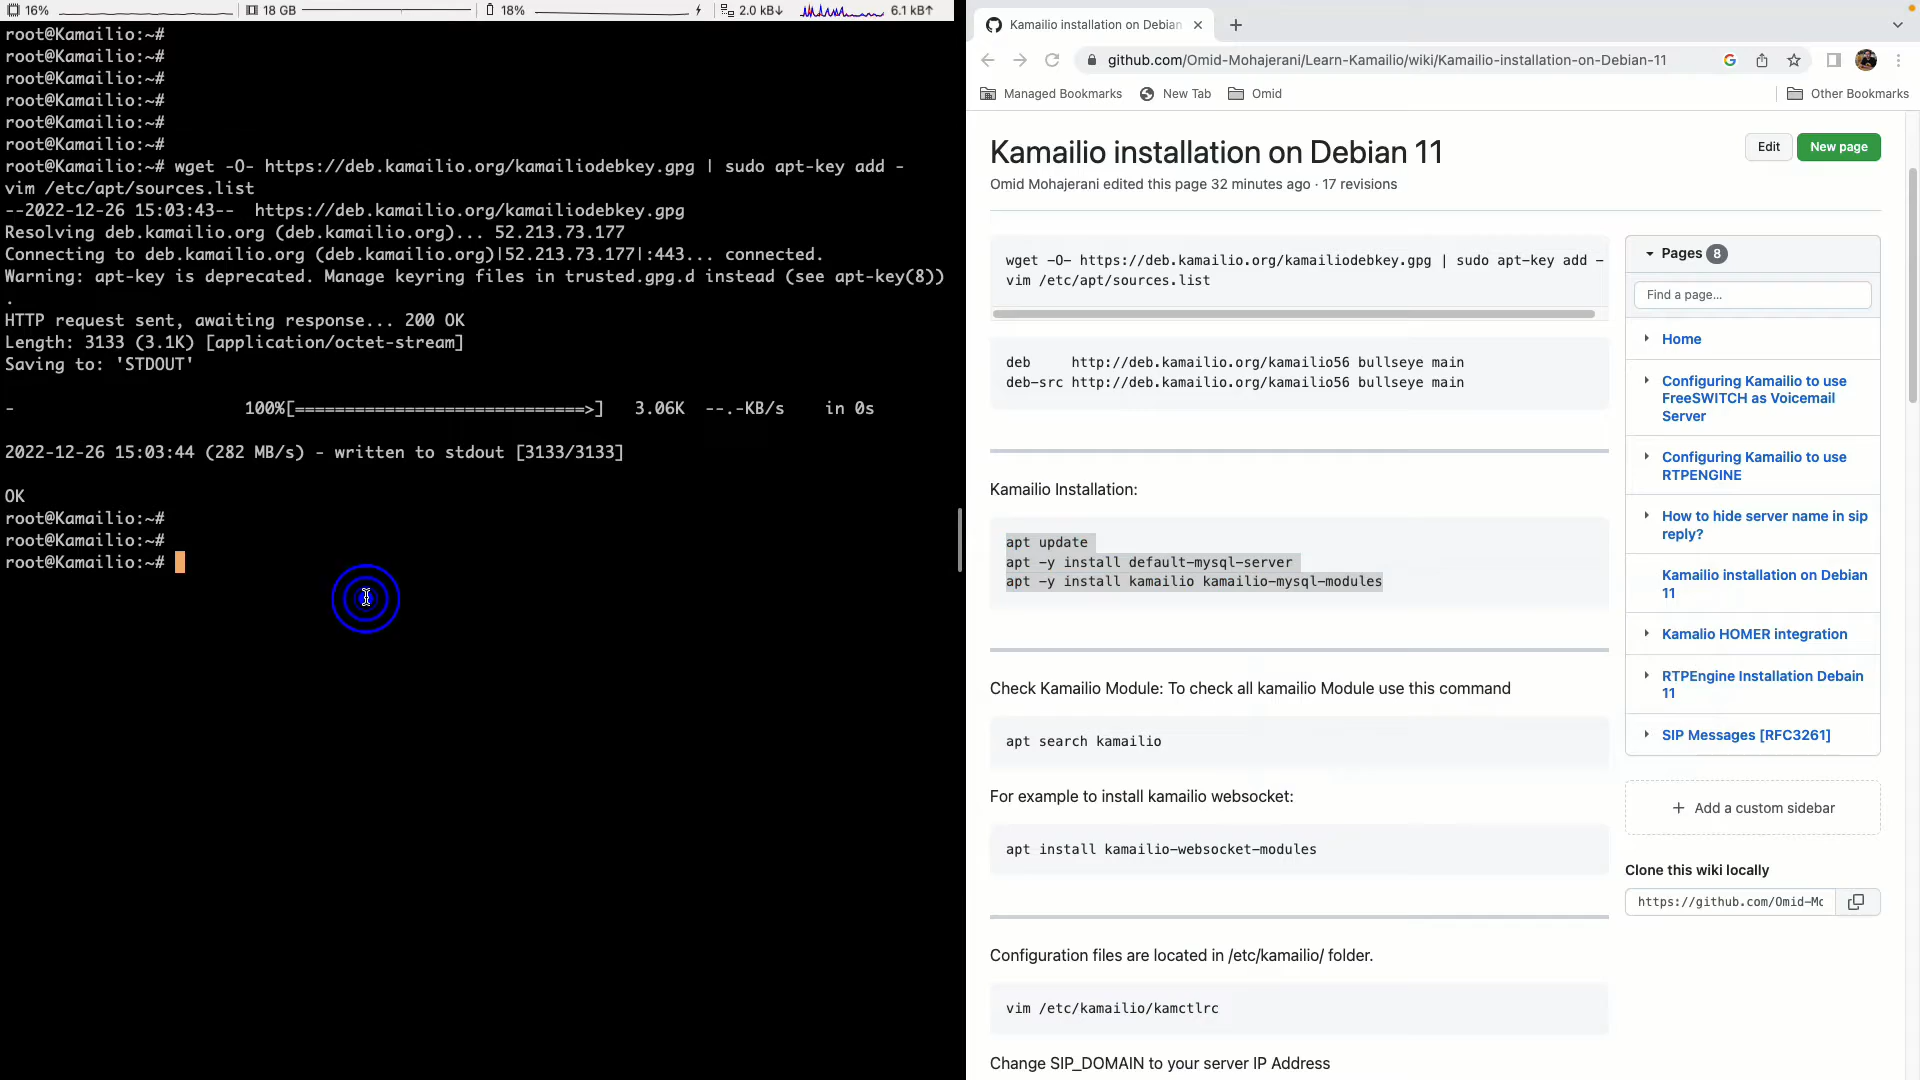 16%
18 GB
18%
2.0 kB↓
6.1 kB↑
root@Kamailio:~#
root@Kamailio:~#
root@Kamailio:~#
root@Kamailio:~#
root@Kamailio:~#
root@Kamailio:~#
root@Kamailio:~# wget -O- https://deb.kamailio.org/kamailiodebkey.gpg | sudo apt-key add -
vim /etc/apt/sources.list
--2022-12-26 15:03:43--  https://deb.kamailio.org/kamailiodebkey.gpg
Resolving deb.kamailio.org (deb.kamailio.org)... 52.213.73.177
Connecting to deb.kamailio.org (deb.kamailio.org)|52.213.73.177|:443... connected.
Warning: apt-key is deprecated. Manage keyring files in trusted.gpg.d instead (see apt-key(8))
.
HTTP request sent, awaiting response... 200 OK
Length: 3133 (3.1K) [application/octet-stream]
Saving to: 'STDOUT'
-                       100%[=============================>]   3.06K  --.-KB/s    in 0s
2022-12-26 15:03:44 (282 MB/s) - written to stdout [3133/3133]
OK
root@Kamailio:~#
root@Kamailio:~#
root@Kamailio:~#
Kamailio installation on Debian
github.com/Omid-Mohajerani/Learn-Kamailio/wiki/Kamailio-installation-on-Debian-11
Managed Bookmarks
New Tab
Omid
Other Bookmarks
Kamailio installation on Debian 11
Edit
New page
Omid Mohajerani edited this page 32 minutes ago · 17 revisions
wget -O- https://deb.kamailio.org/kamailiodebkey.gpg | sudo apt-key add -
vim /etc/apt/sources.list
deb     http://deb.kamailio.org/kamailio56 bullseye main
deb-src http://deb.kamailio.org/kamailio56 bullseye main
Kamailio Installation:
apt update
apt -y install default-mysql-server
apt -y install kamailio kamailio-mysql-modules
Check Kamailio Module: To check all kamailio Module use this command
apt search kamailio
For example to install kamailio websocket:
apt install kamailio-websocket-modules
Configuration files are located in /etc/kamailio/ folder.
vim /etc/kamailio/kamctlrc
Change SIP_DOMAIN to your server IP Address
Pages 8
Find a page...
Home
Configuring Kamailio to use
FreeSWITCH as Voicemail
Server
Configuring Kamailio to use
RTPENGINE
How to hide server name in sip
reply?
Kamailio installation on Debian
11
Kamalio HOMER integration
RTPEngine Installation Debain
11
SIP Messages [RFC3261]
+ Add a custom sidebar
Clone this wiki locally
https://github.com/Omid-Mc